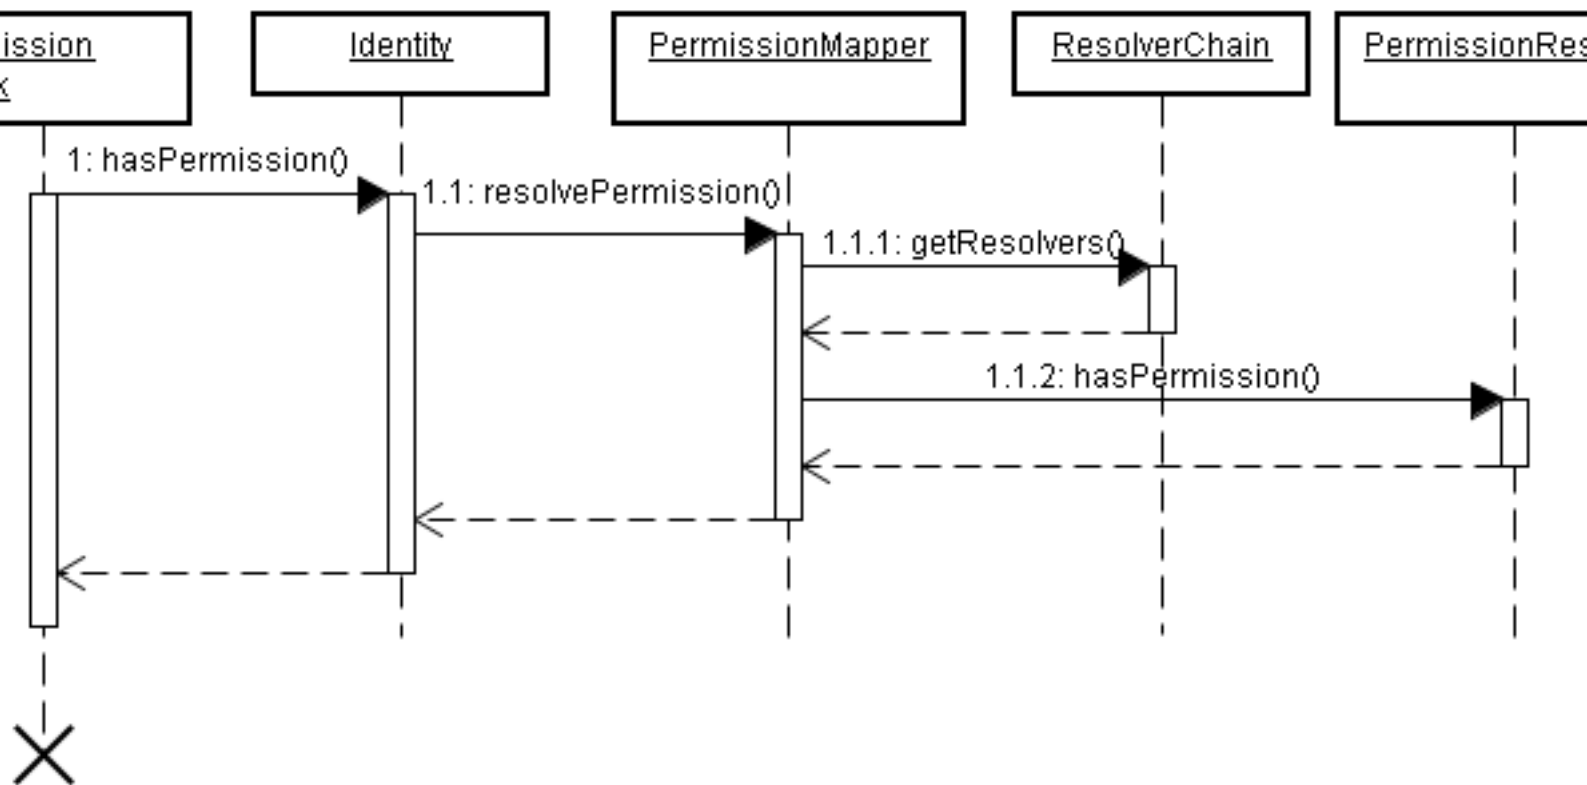 ission
x
Identity
PermissionMapper
ResolverChain
PermissionRes
1: hasPermission()
1.1: resolvePermission()
1.1.1: getResolvers()
1.1.2: hasPermission()